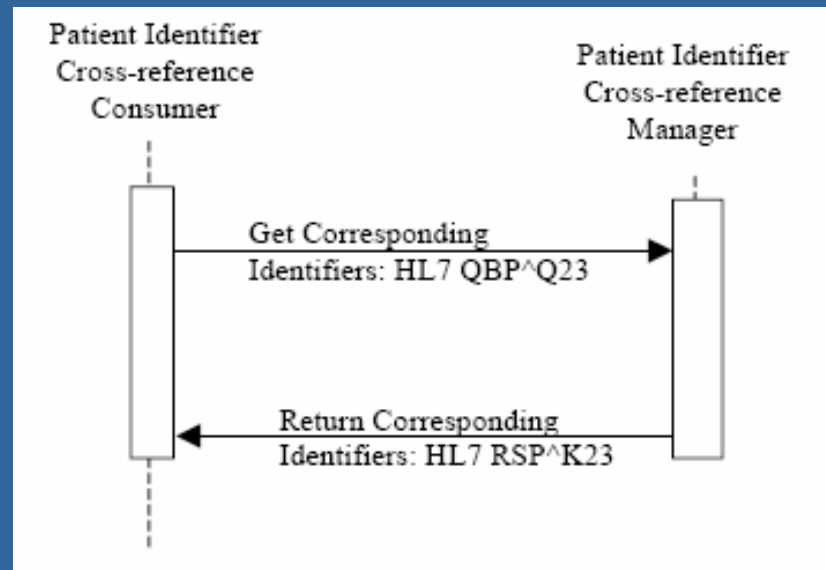 Patient Identifier
Cross-reference
Consumer
Patient Identifier
Cross-reference
Manager
Get Corresponding
Identifiers: HL7 QBP^Q23
Return Corresponding
Identifiers: HL7 RSP^K23